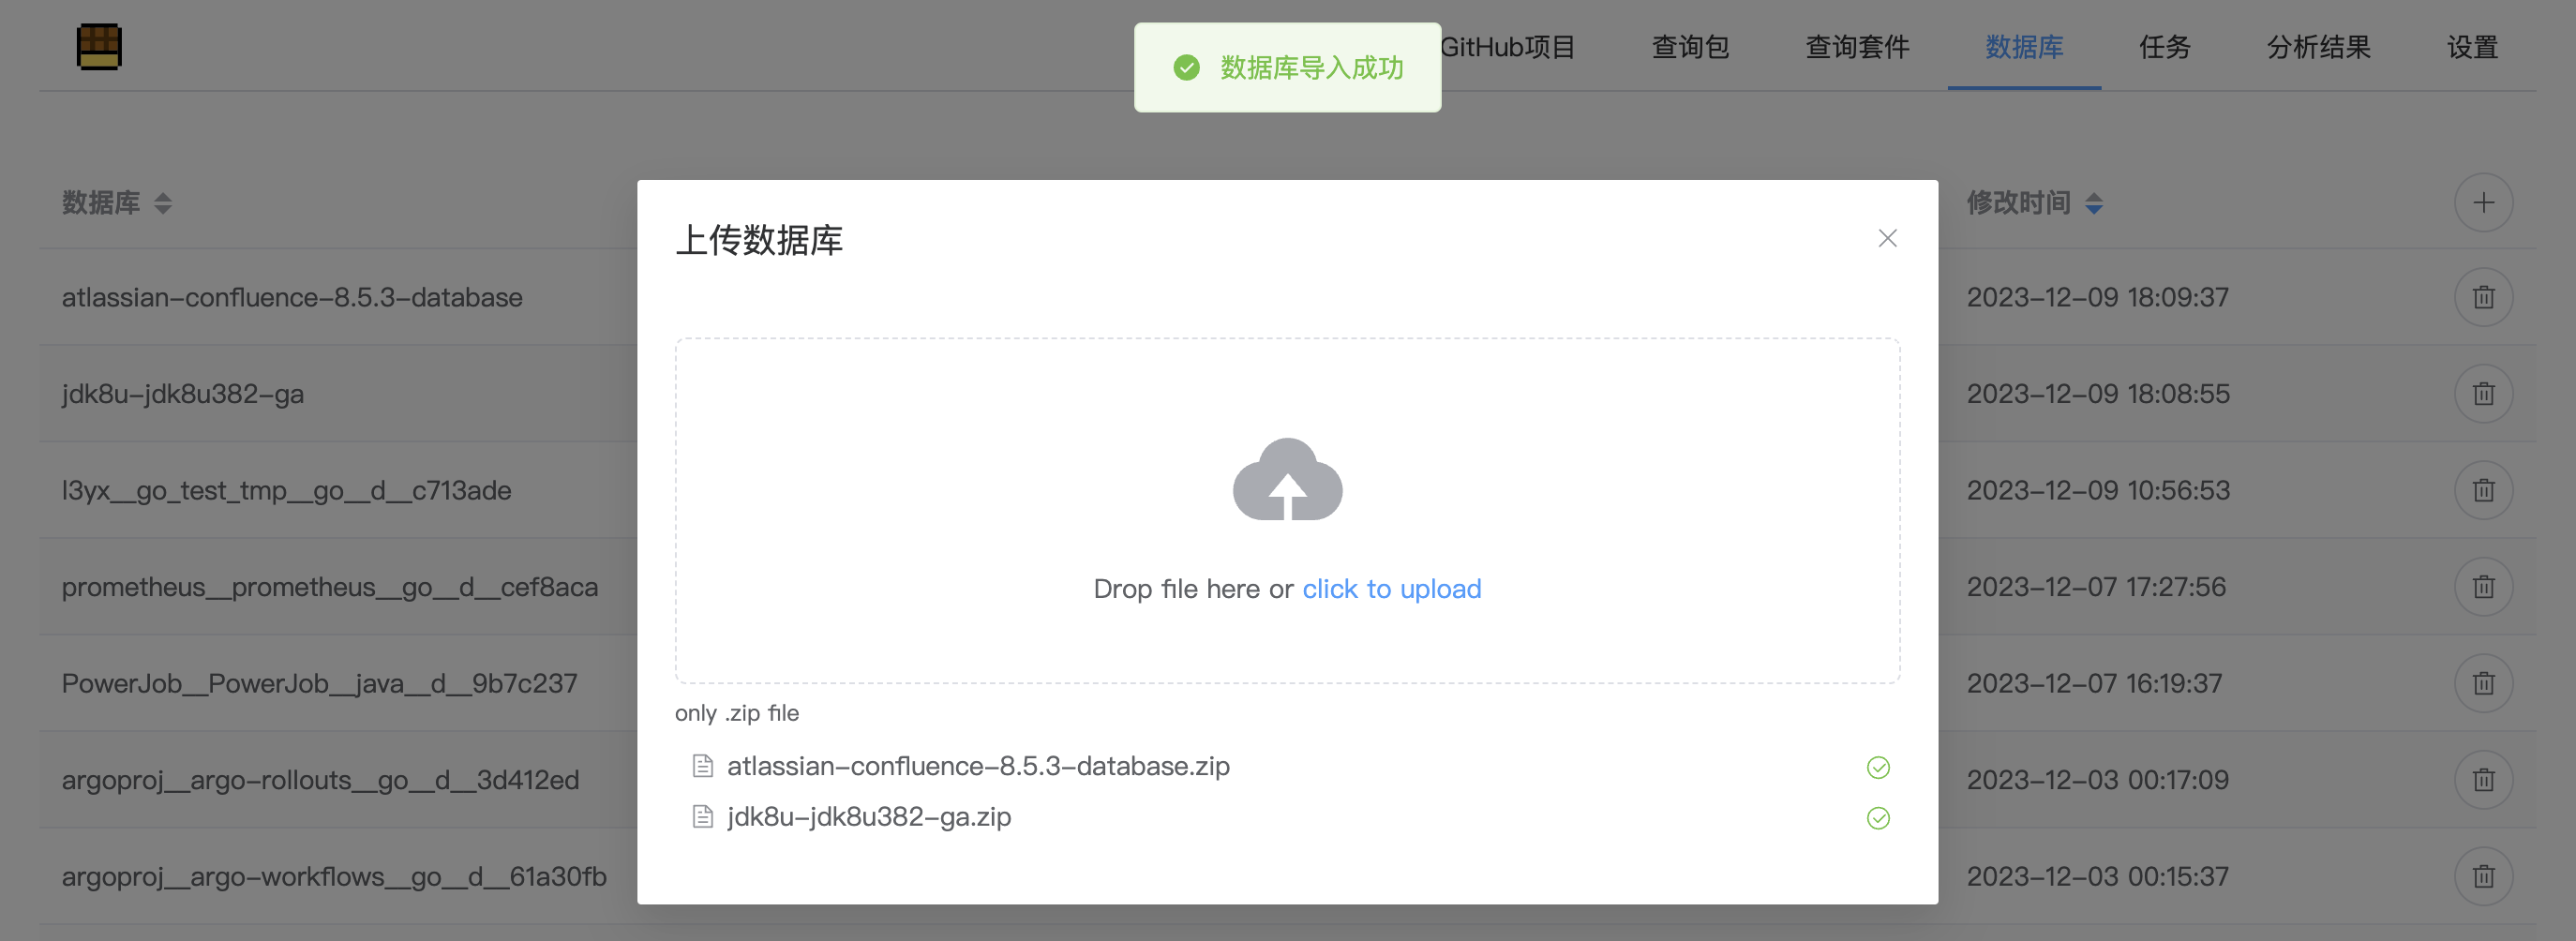 GitHub项目 查询包 查询套件 数据库 任务 分析结果 设置
数据库导入成功
数据库 修改时间
上传数据库
atlassian-confluence-8.5.3-database 2023-12-09 18:09:37
jdk8u-jdk8u382-ga 2023-12-09 18:08:55
l3yx__go_test_tmp__go__d__c713ade 2023-12-09 10:56:53
prometheus__prometheus__go__d__cef8aca 2023-12-07 17:27:56
Drop file here or click to upload
PowerJob__PowerJob__java__d__9b7c237 2023-12-07 16:19:37
only .zip file
atlassian-confluence-8.5.3-database.zip
argoproj__argo-rollouts__go__d__3d412ed 2023-12-03 00:17:09
jdk8u-jdk8u382-ga.zip
argoproj__argo-workflows__go__d__61a30fb 2023-12-03 00:15:37